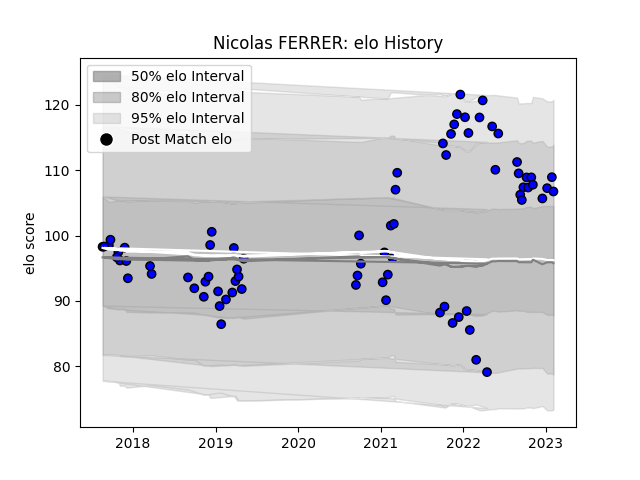 Nicolas FERRER: elo History
50% elo Interval
80% elo Interval
95% elo Interval
Post Match elo
elo score
120
110
100
90
80
2018 2019 2020 2021 2022 2023